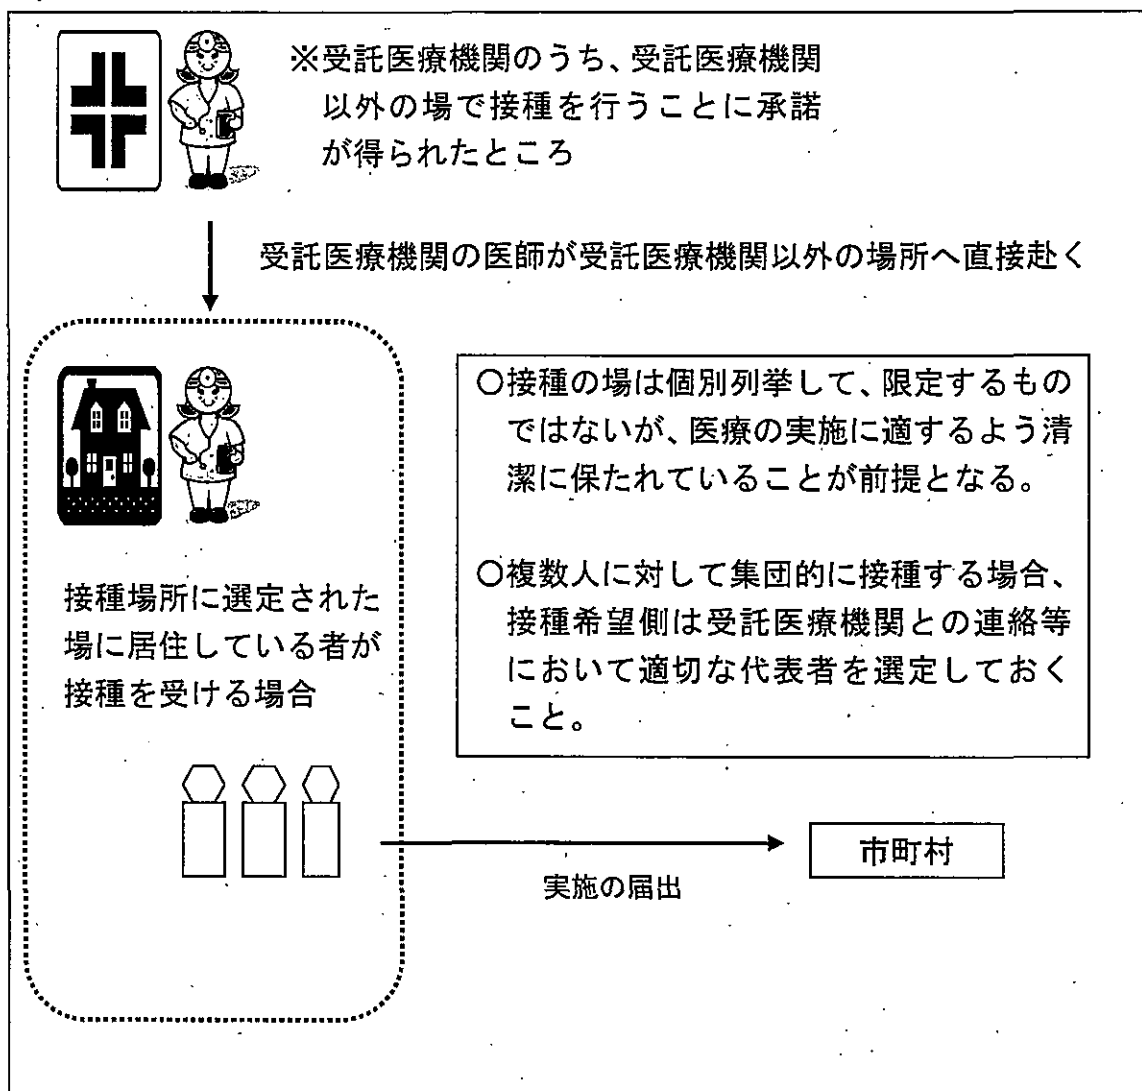 ※受託医療機関のうち、受託医療機関
以外の場で接種を行うことに承諾
が得られたところ
受託医療機関の医師が受託医療機関以外の場所へ直接赴く
○接種の場は個別列挙して、限定するもの
ではないが、医療の実施に適するよう清
潔に保たれていることが前提となる。
○複数人に対して集団的に接種する場合、
接種希望側は受託医療機関との連絡等
において適切な代表者を選定しておく
こと。
接種場所に選定された
場に居住している者が
接種を受ける場合
実施の届出
市町村